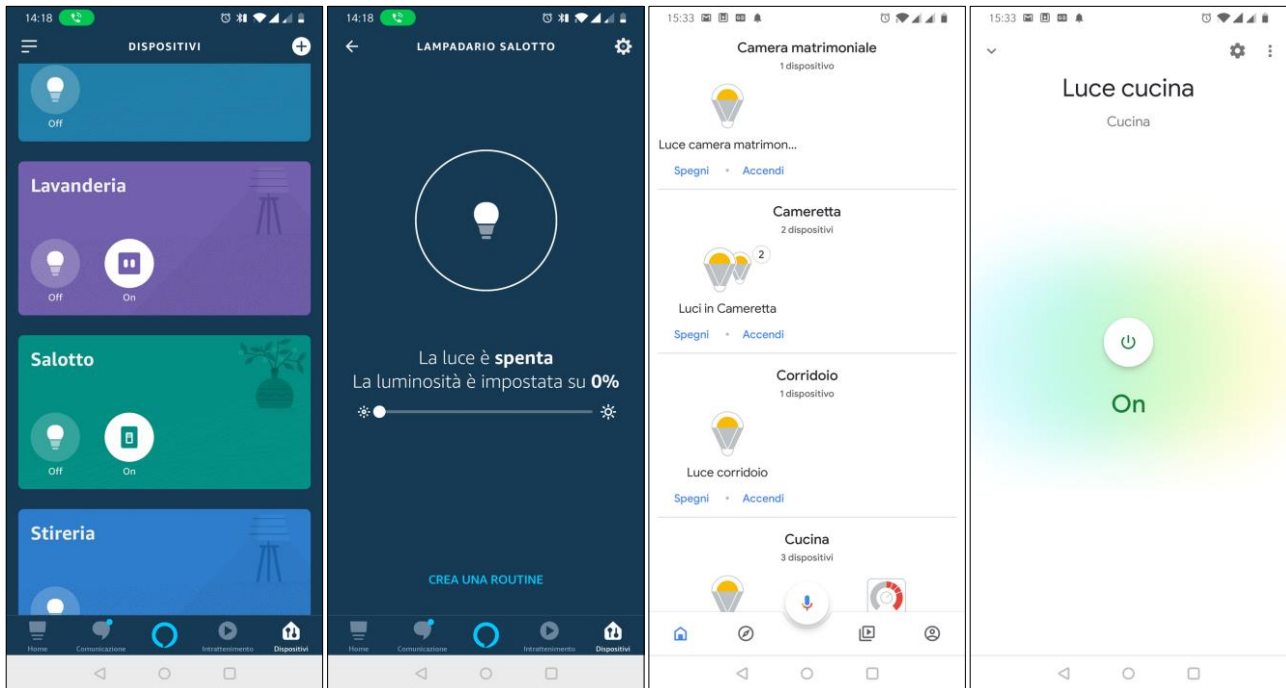 14:18
DISPOSITIVI
Off
Lavanderia
Off
On
Salotto
Off
On
Stireria
Home
Comunicazione
Intrattenimento
Dispositivi
14:18
LAMPADARIO SALOTTO
La luce è spenta
La luminosità è impostata su 0%
CREA UNA ROUTINE
Home
Comunicazione
Intrattenimento
Dispositivi
15:33
Camera matrimoniale
1 dispositivo
Luce camera matrimon...
Spegni • Accendi
Cameretta
2 dispositivi
2
Luci in Cameretta
Spegni • Accendi
Corridoio
1 dispositivo
Luce corridoio
Spegni • Accendi
Cucina
3 dispositivi
15:33
Luce cucina
Cucina
On